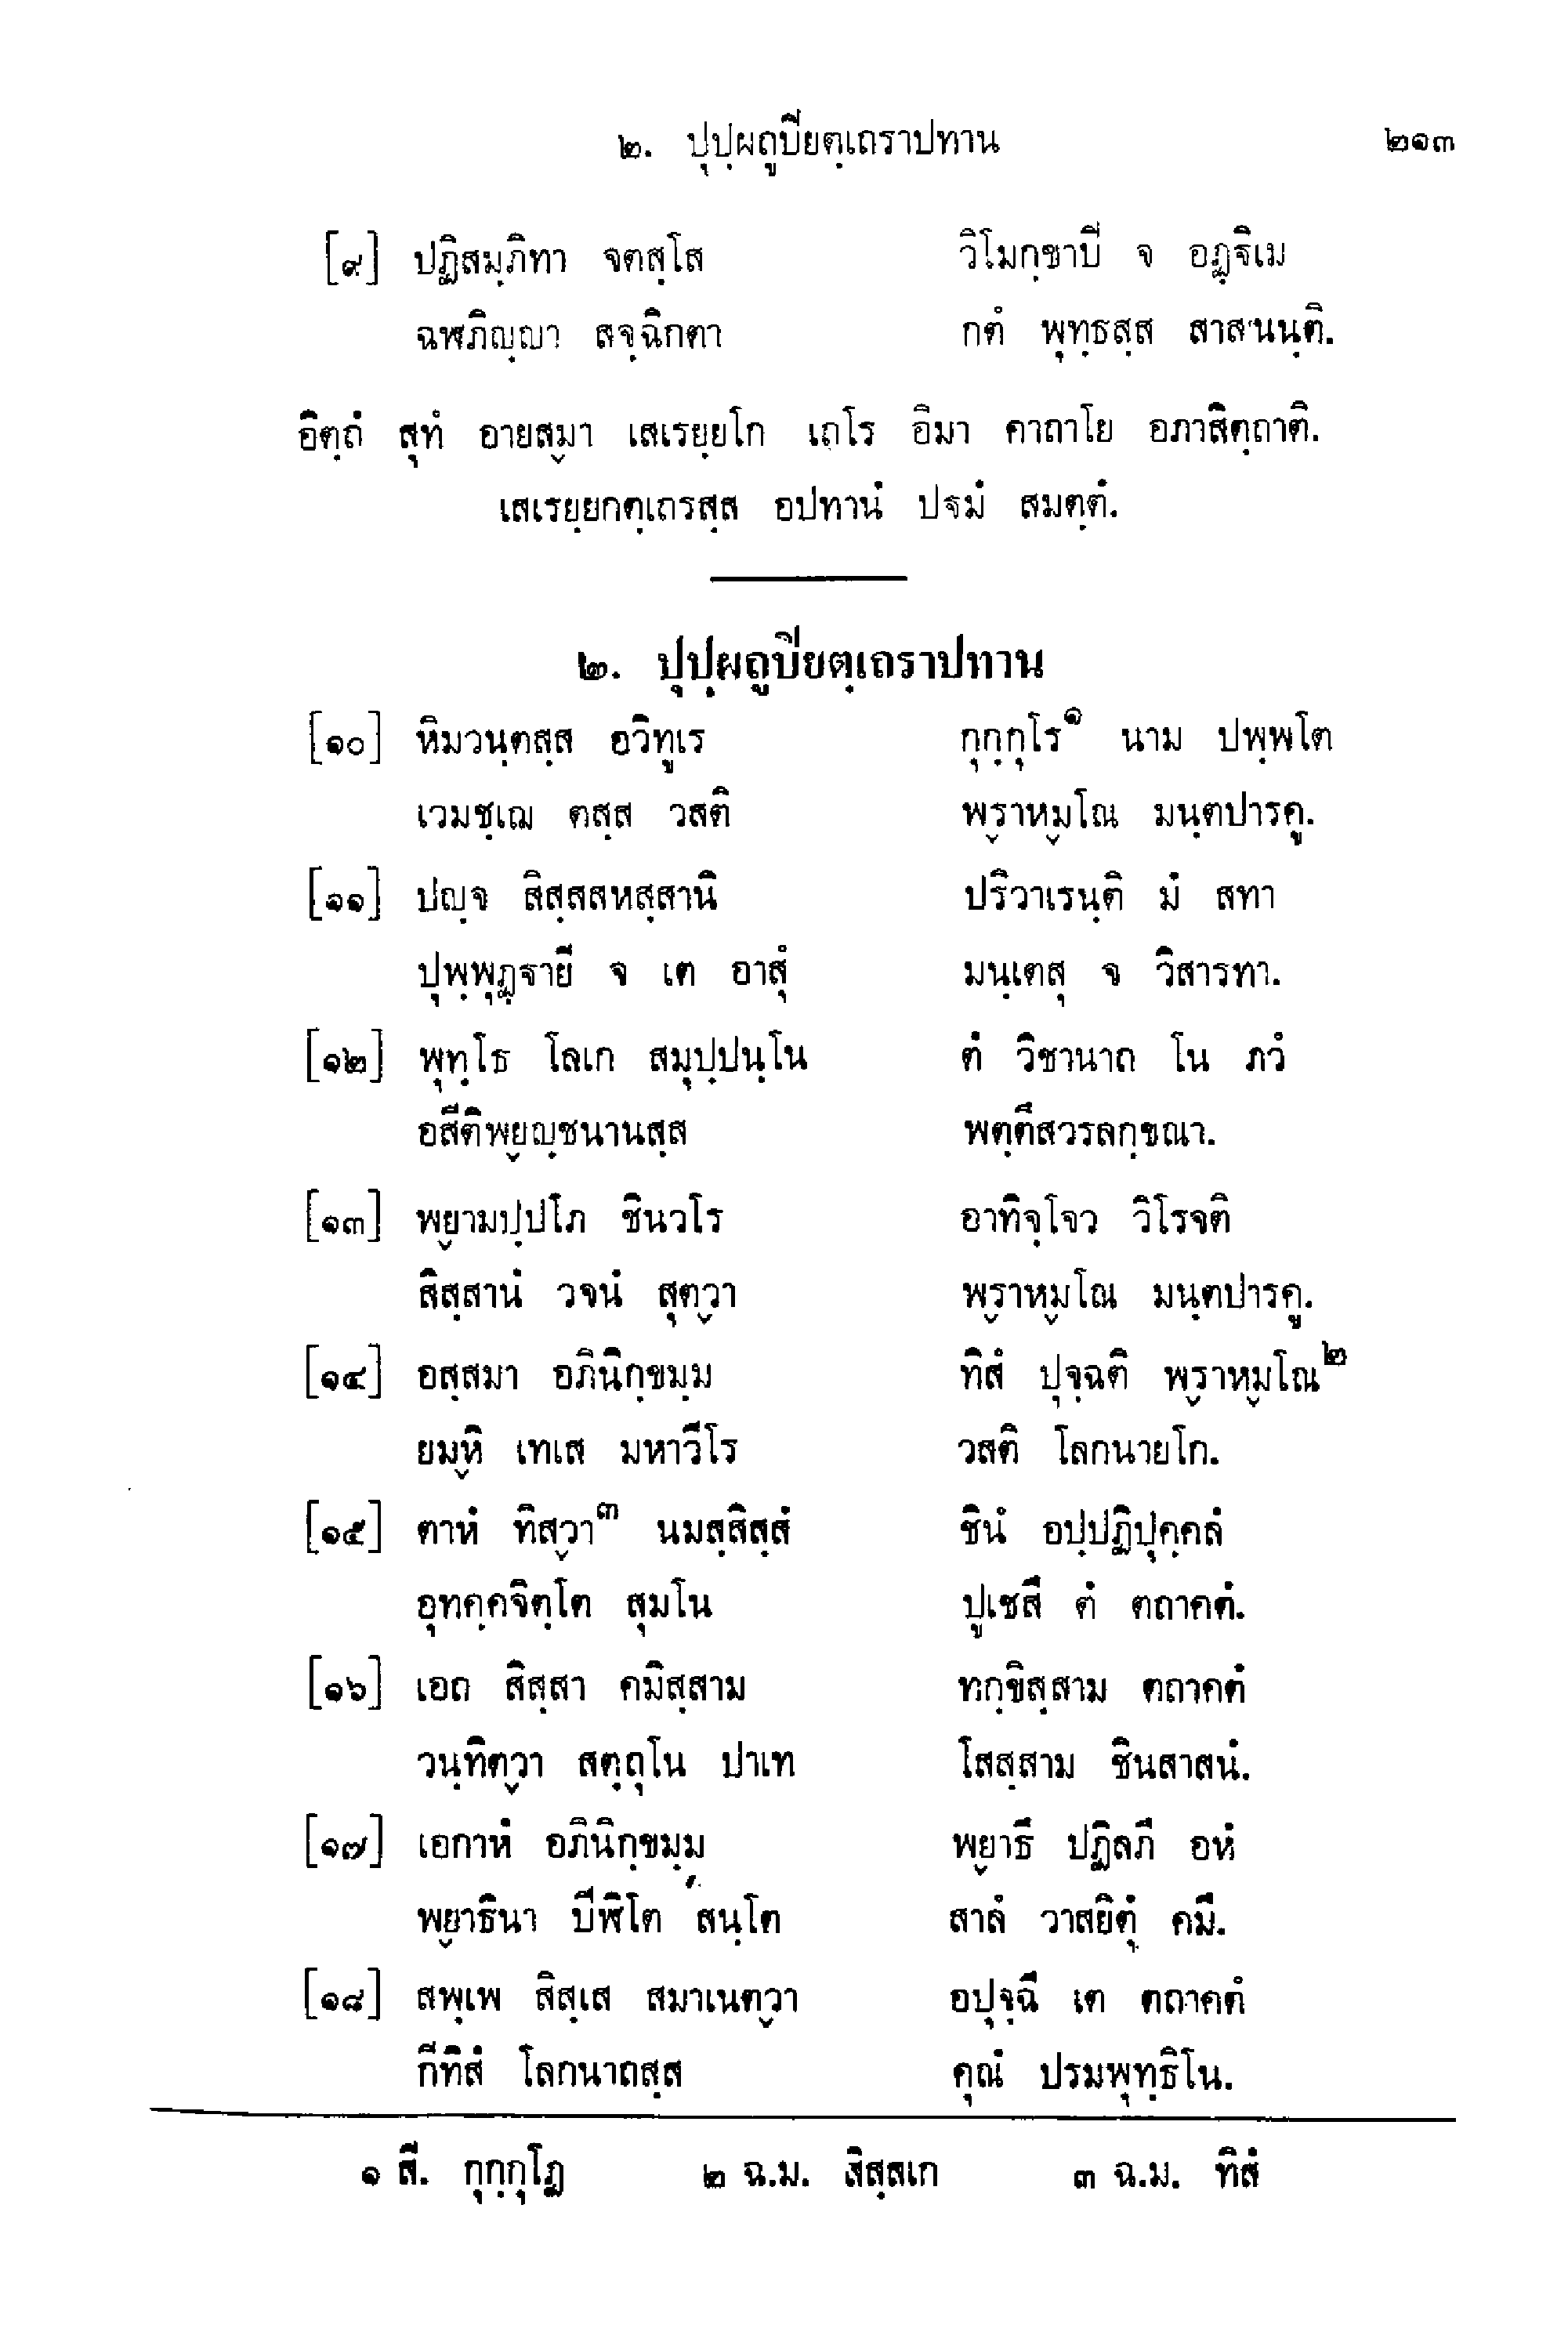 ๒. ปุปฺผถูปิยตฺเถราปทาน ๒๑๓
[๙] ปฏิสมฺภิทา จตสฺโส วิโมกฺขาปิ จ อฏฺฐิเม
ฉฬภิญฺญา สจฺฉิกตา กตํ พุทฺธสฺส สาสนนฺติ.
อิตฺถํ สุทํ อายสฺมา เสเรยฺยโก เถโร อิมา คาถาโย อภาสิตฺถาติ.
เสเรยฺยกตฺเถรสฺส อปทานํ ปฐมํ สมตฺตํ.
๒. ปุปฺผถูปิยตฺเถราปทาน
[๑๐] หิมวนฺตสฺส อวิทูเร กุกฺกุโร๑ นาม ปพฺพโต
เวมชฺเฌ ตสฺส วสติ พฺราหฺมโณ มนฺตปารคู.
[๑๑] ปญฺจ สิสฺสสหสฺสานิ ปริวาเรนฺติ มํ สทา
ปุพฺพุฏฺฐายี จ เต อาสุํ มนฺเตสุ จ วิสารทา.
[๑๒] พุทฺโธ โลเก สมุปฺปนฺโน ตํ วิชานาถ โน ภวํ
อสีติพฺยญฺชนานสฺส พตฺตึสวรลกฺขณา.
[๑๓] พฺยามปฺปโภ ชินวโร อาทิจฺโจว วิโรจติ
สิสฺสานํ วจนํ สุตฺวา พฺราหฺมโณ มนฺตปารคู.
[๑๔] อสฺสมา อภินิกฺขมฺม ทิสํ ปุจฺฉติ พฺราหฺมโณ๒
ยมฺหิ เทเส มหาวีโร วสติ โลกนายโก.
[๑๕] ตาหํ ทิสฺวา๓ นมสฺสิสฺสํ ชินํ อปฺปฏิปุคฺคลํ
อุทคฺคจิตฺโต สุมโน ปูเชสึ ตํ ตถาคตํ.
[๑๖] เอถ สิสฺสา คมิสฺสาม ทกฺขิสฺสาม ตถาคตํ
วนฺทิตฺวา สตฺถุโน ปาเท โสสฺสาม ชินสาสนํ.
[๑๗] เอกาหํ อภินิกฺขมฺม พฺยาธึ ปฏิลภึ อหํ
พฺยาธินา ปีฬิโต สนฺโต สาลํ วาสยิตุํ คมึ.
[๑๘] สพฺเพ สิสฺเส สมาเนตฺวา อปุจฺฉึ เต ตถาคตํ
กีทิสํ โลกนาถสฺส คุณํ ปรมพุทฺธิโน.
๑ สี. กุกฺกุโฏ ๒ ฉ.ม. สิสฺสเก ๓ ฉ.ม. ทิสํ